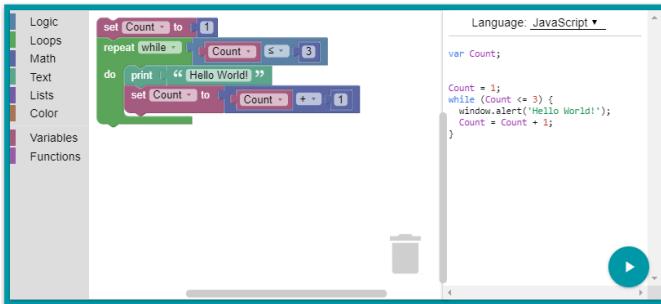 Logic
Loops
Math
Text
Lists
Color
Variables
Functions
set Count to 1
repeat while Count ≤ 3
do print “ Hello World! ”
set Count to Count + 1
Language: JavaScript
var Count;
Count = 1;
while (Count <= 3) {
window.alert('Hello World!');
Count = Count + 1;
}